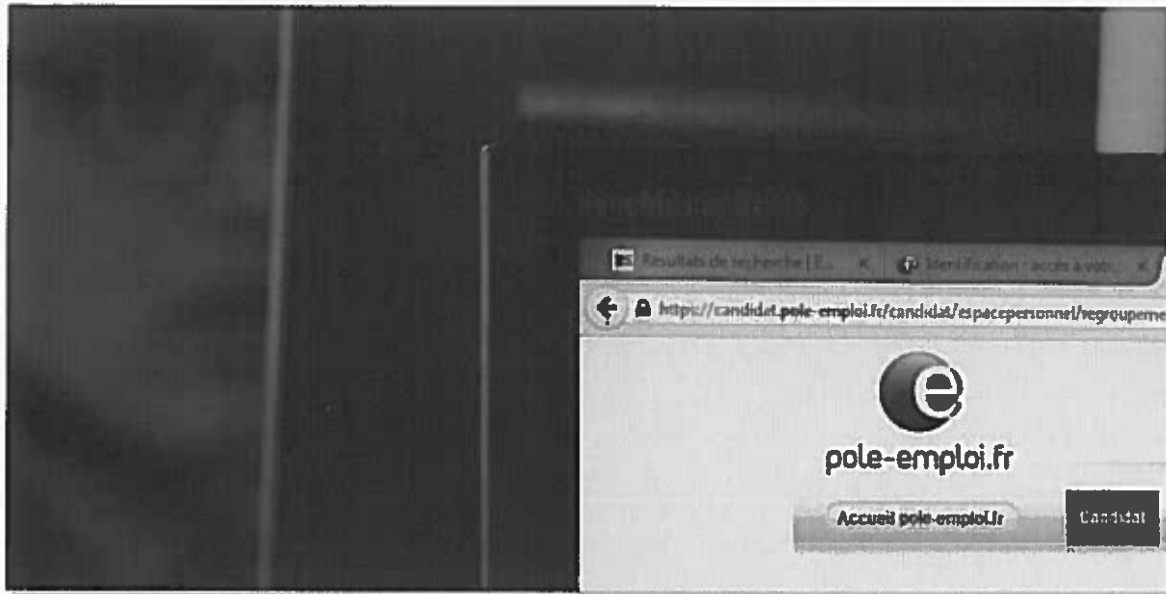 Résultats de recherche | E...
Identification : accès à votr...
https://candidat.pole-emploi.fr/candidat/espacepersonnel/regroupeme
pole-emploi.fr
Accueil pole-emploi.fr
Candidat